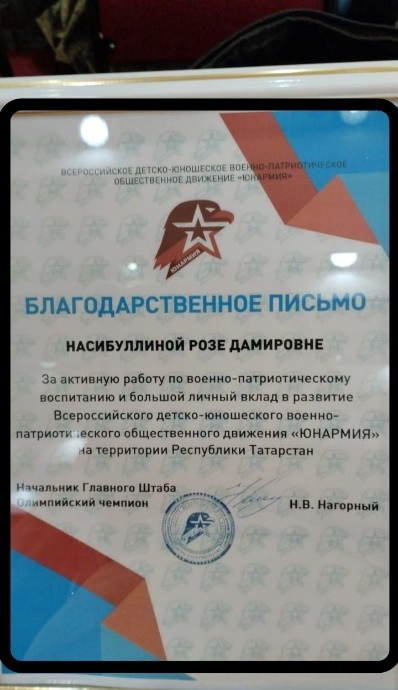 ВСЕРОССИЙСКОЕ ДЕТСКО-ЮНОШЕСКОЕ ВОЕННО-ПАТРИОТИЧЕСКОЕ
ОБЩЕСТВЕННОЕ ДВИЖЕНИЕ «ЮНАРМИЯ»
ЮНАРМИЯ
БЛАГОДАРСТВЕННОЕ ПИСЬМО
НАСИБУЛЛИНОЙ РОЗЕ ДАМИРОВНЕ
За активную работу по военно-патриотическому
воспитанию и большой личный вклад в развитие
Всероссийского детско-юношеского военно-
патриотического общественного движения «ЮНАРМИЯ»
на территории Республики Татарстан
Начальник Главного Штаба
Олимпийский чемпион
Н.В. Нагорный